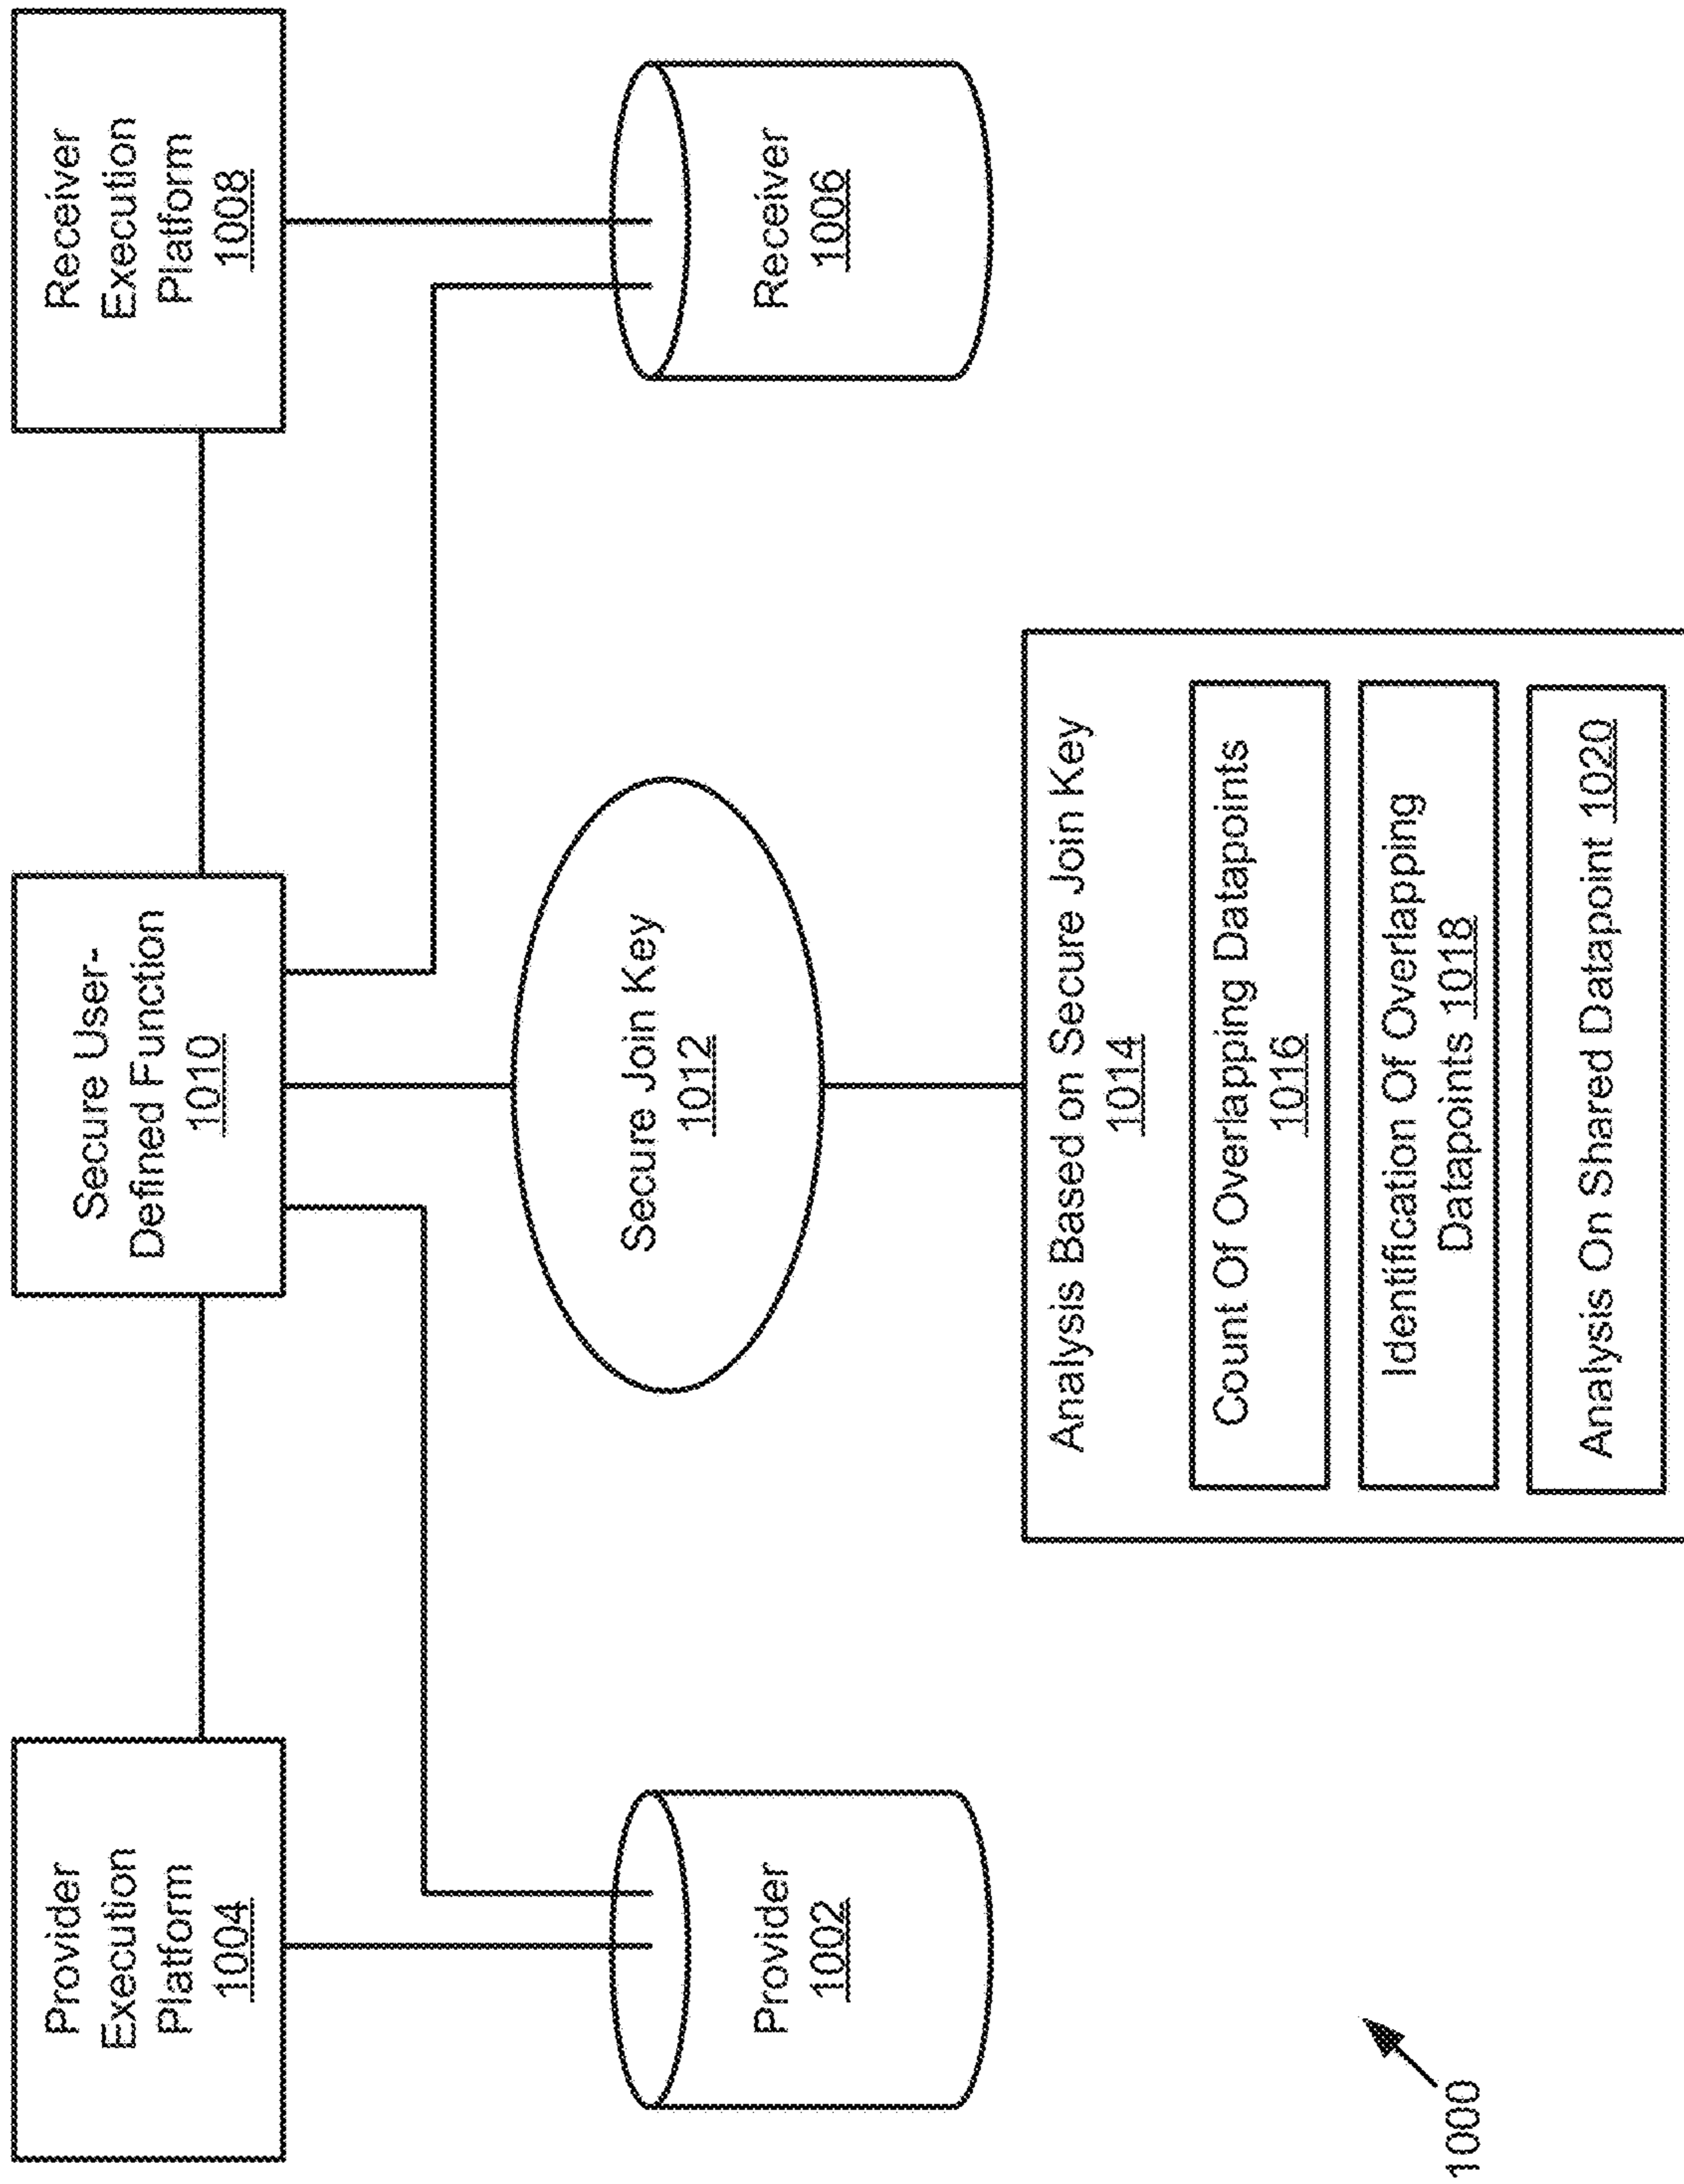 Provider
Execution
Platform
1004
Secure User-
Defined Function
1010
Receiver
Execution
Platform
1008
Provider
1002
Secure Join Key
1012
Receiver
1006
Analysis Based on Secure Join Key
1014
Count Of Overlapping Datapoints
1016
Identification Of Overlapping
Datapoints 1018
Analysis On Shared Datapoint 1020
1000